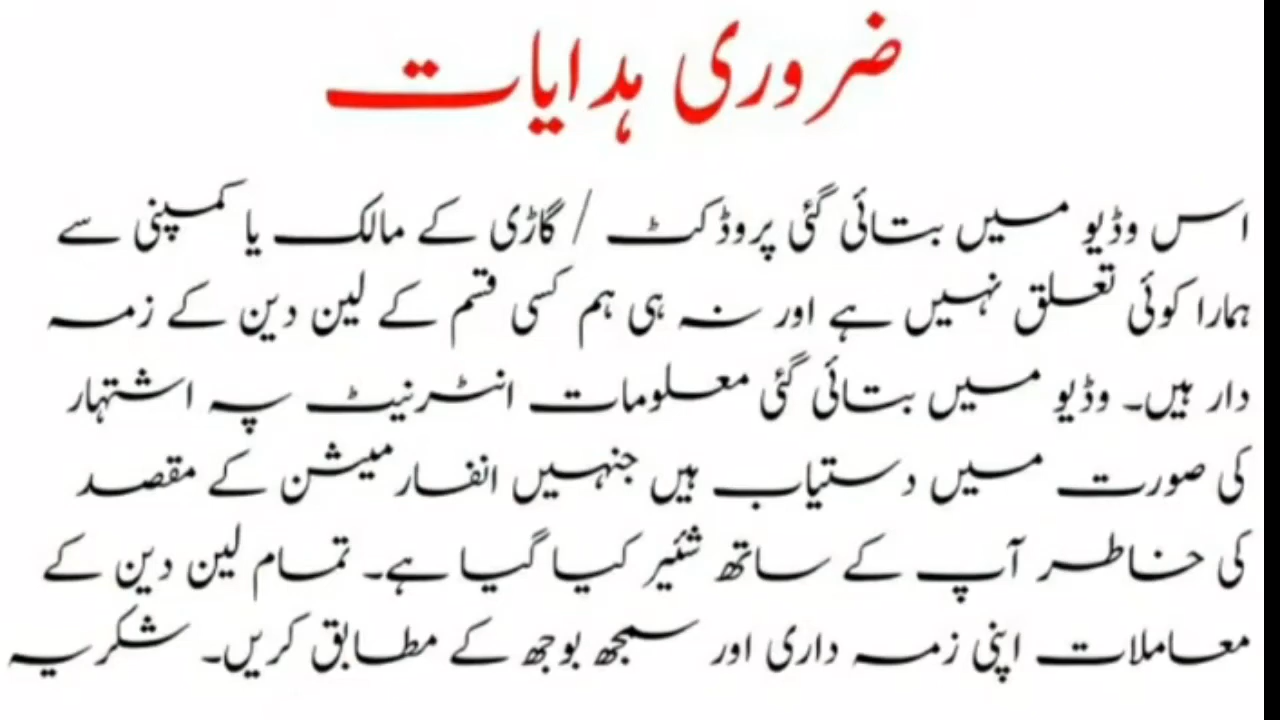 ضروری ہدایات
اس وڈیو میں بتائی گئی پروڈکٹ / گاڑی کے مالک یا کمپنی سے
ہمارا کوئی تعلق نہیں ہے اور نہ ہی ہم کسی قسم کے لین دین کے زمہ
دار ہیں۔ وڈیو میں بتائی گئی معلومات انٹرنیٹ پہ اشتہار
کی صورت میں دستیاب ہیں جنہیں انفارمیشن کے مقصد
کی خاطر آپ کے ساتھ شئیر کیا گیا ہے۔ تمام لین دین کے
معاملات اپنی زمہ داری اور سمجھ بوجھ کے مطابق کریں۔ شکریہ